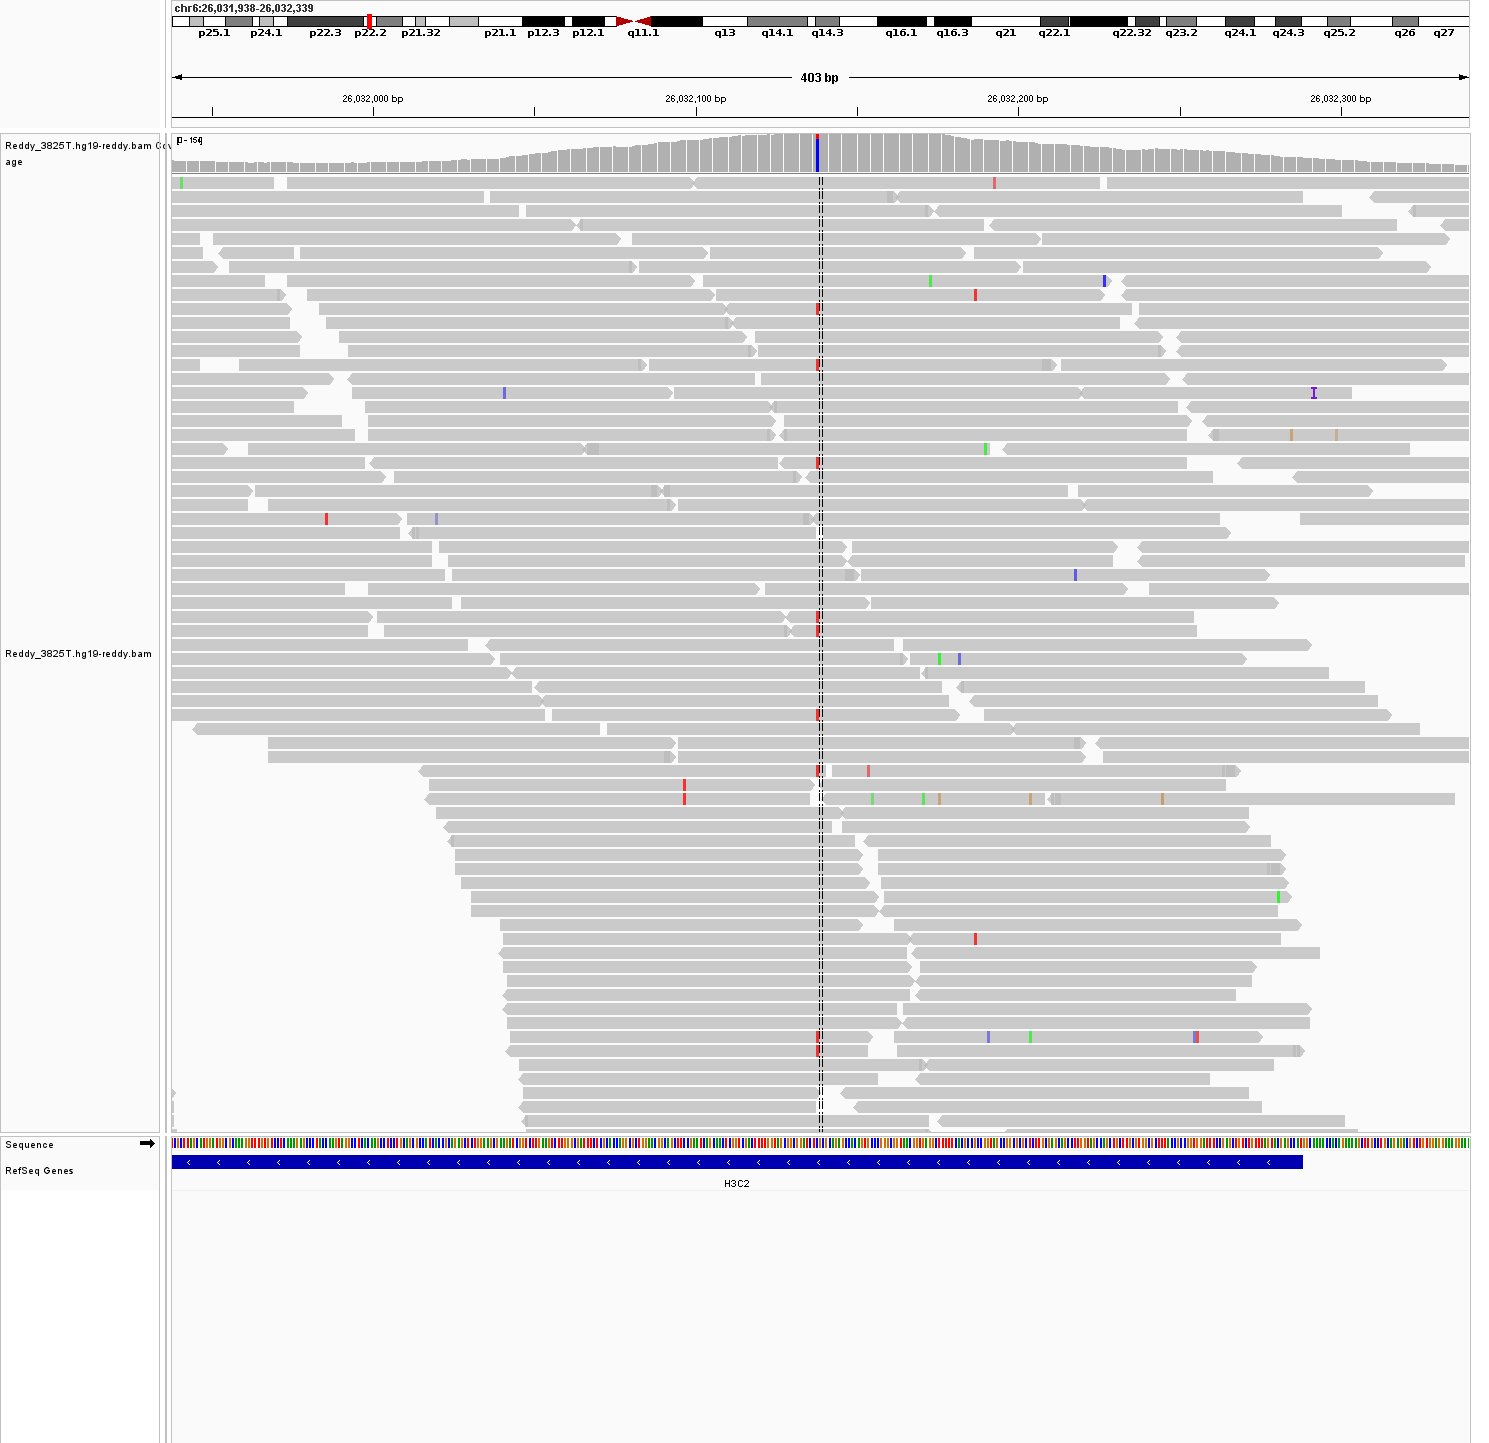 chr6:26,031,938-26,032,339
p25.1 p24.1 p22.3 p22.2 p21.32 p21.1 p12.3 p12.1 q11.1 q13 q14.1 q14.3 q16.1 q16.3 q21 q22.1 q22.32 q23.2 q24.1 q24.3 q25.2 q26 q27
403 bp
26,032,000 bp 26,032,100 bp 26,032,200 bp 26,032,300 bp
[0 - 154]
Reddy_3825T.hg19-reddy.bam Cov
age
Reddy_3825T.hg19-reddy.bam
Sequence
RefSeq Genes
H3C2